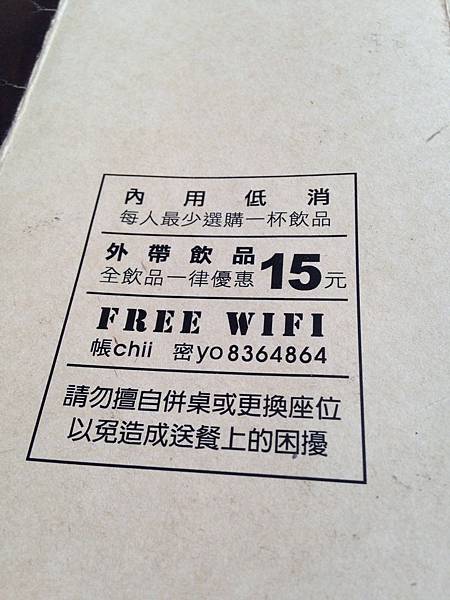 內用低消
每人最少選購一杯飲品
外帶飲品
全飲品一律優惠15元
FREE WIFI
帳chii 密yo8364864
請勿擅自併桌或更換座位
以免造成送餐上的困擾